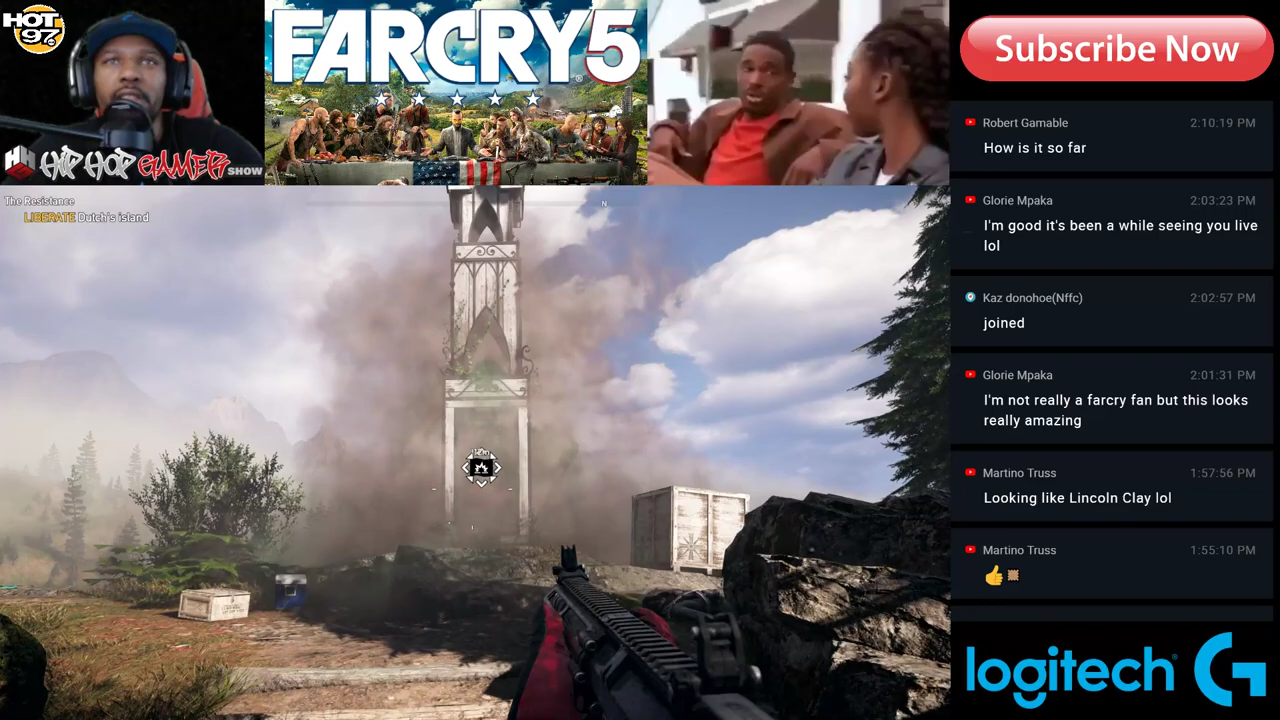 HOT
97
HIP HOP GAMER SHOW
FARCRY5
Subscribe Now
Robert Gamable 2:10:19 PM
How is it so far
Glorie Mpaka 2:03:23 PM
I'm good it's been a while seeing you live
lol
Kaz donohoe(Nffc) 2:02:57 PM
joined
Glorie Mpaka 2:01:31 PM
I'm not really a farcry fan but this looks
really amazing
Martino Truss 1:57:56 PM
Looking like Lincoln Clay lol
Martino Truss 1:55:10 PM
👍🏽
The Resistance
LIBERATE Dutch's island
N
logitech G